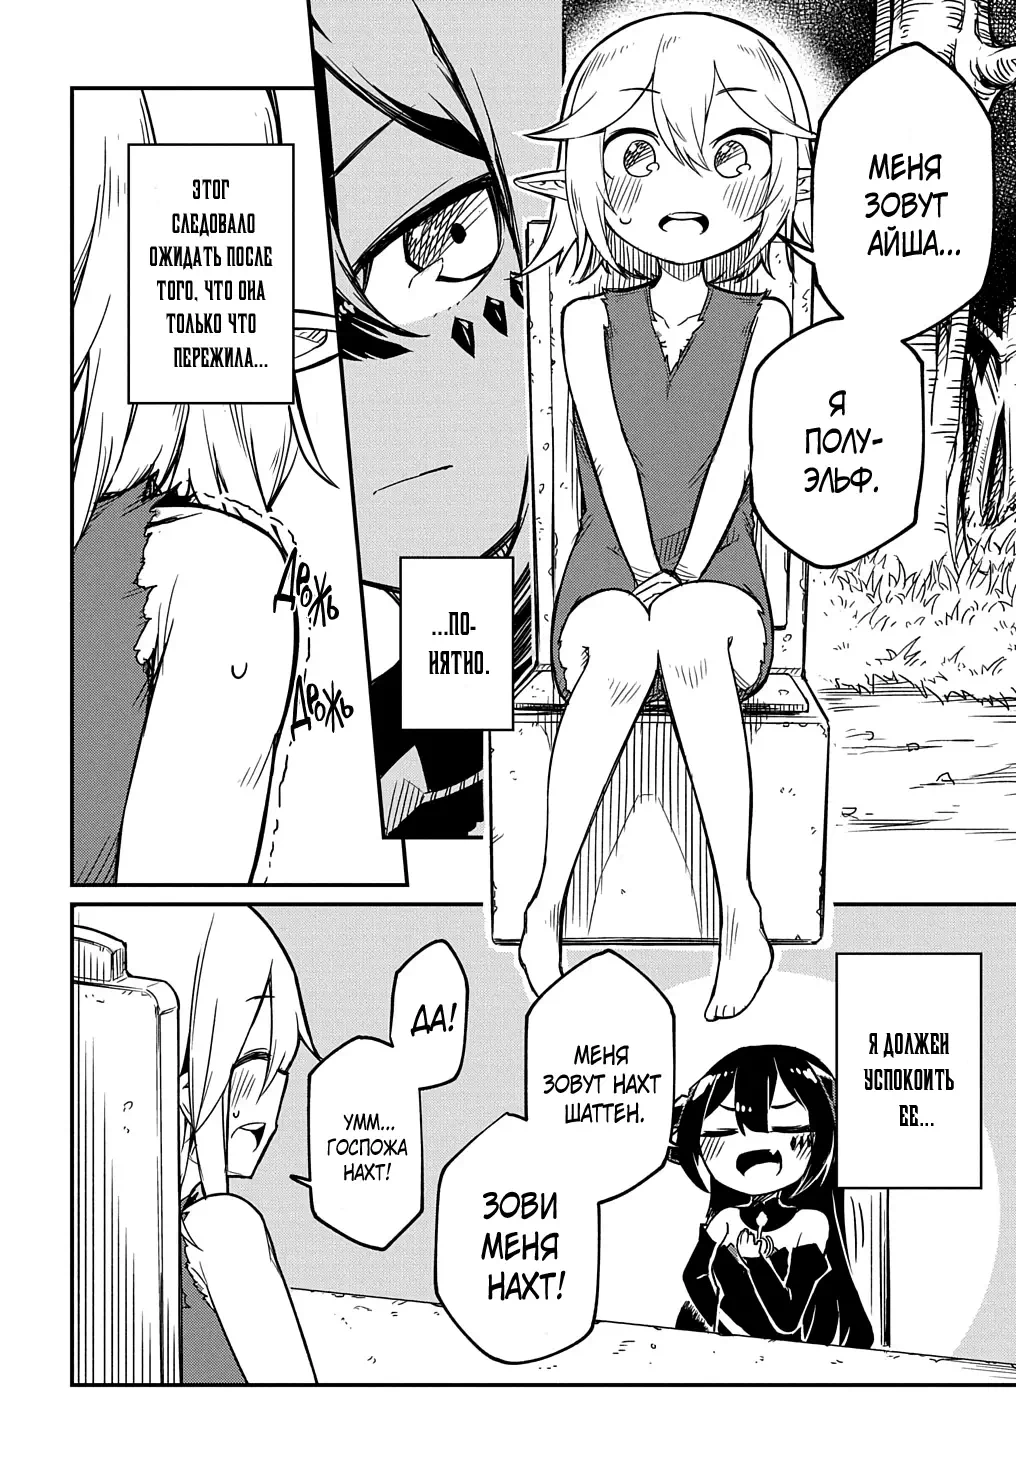 МЕНЯ
ЗОВУТ
АЙША...
Я
ПОЛУ-
ЭЛЬФ.
...ПО-
НЯТНО.
ЭТОГ
СЛЕДОВАЛО
ОЖИДАТЬ ПОСЛЕ
ТОГО, ЧТО ОНА
ТОЛЬКО ЧТО
ПЕРЕЖИЛА...
ДРОЖЬ
ДРОЖЬ
Я ДОЛЖЕН
УСПОКОИТЬ
ЕЕ...
МЕНЯ
ЗОВУТ НАХТ
ШАТТЕН.
ЗОВИ
МЕНЯ
НАХТ!
ДА!
УММ...
ГОСПОЖА
НАХТ!